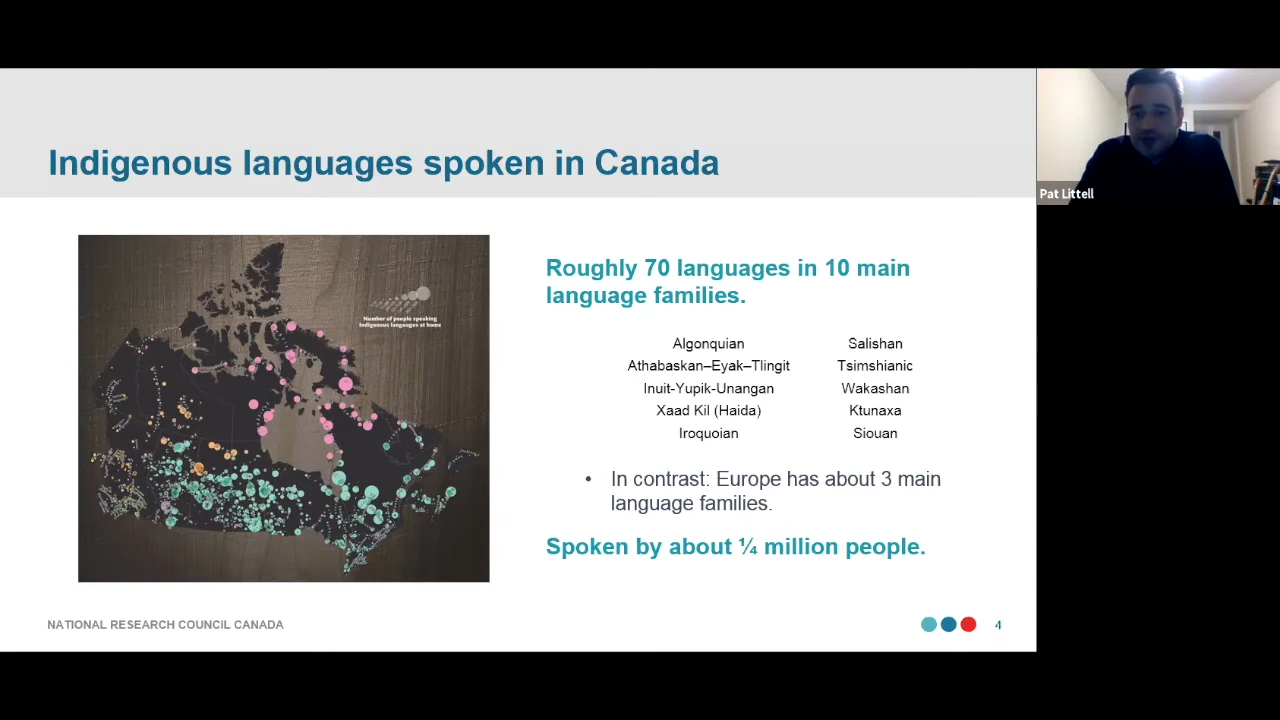 Indigenous languages spoken in Canada
Pat Littell
Number of people speaking
Indigenous languages at home
Roughly 70 languages in 10 main
language families.
Algonquian
Athabaskan–Eyak–Tlingit
Inuit-Yupik-Unangan
Xaad Kil (Haida)
Iroquoian
Salishan
Tsimshianic
Wakashan
Ktunaxa
Siouan
• In contrast: Europe has about 3 main
language families.
Spoken by about ¼ million people.
NATIONAL RESEARCH COUNCIL CANADA
4